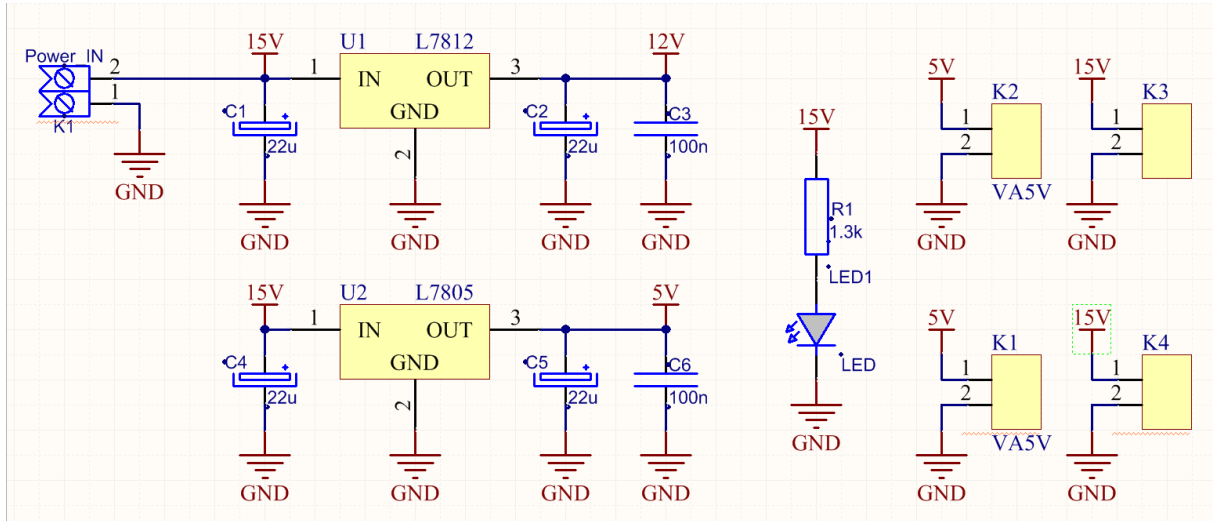 Power_IN
2
1
K1
GND
15V
C1
22u
GND
U1 L7812
1 IN OUT 3
GND
2
GND
12V
C2
22u
GND
C3
100n
GND
15V
C4
22u
GND
U2 L7805
1 IN OUT 3
GND
2
GND
5V
C5
22u
GND
C6
100n
GND
15V
R1
1.3k
LED1
LED
GND
5V
K2
1
2
VA5V
GND
15V
K3
1
2
GND
5V
K1
1
2
VA5V
GND
15V
K4
1
2
GND